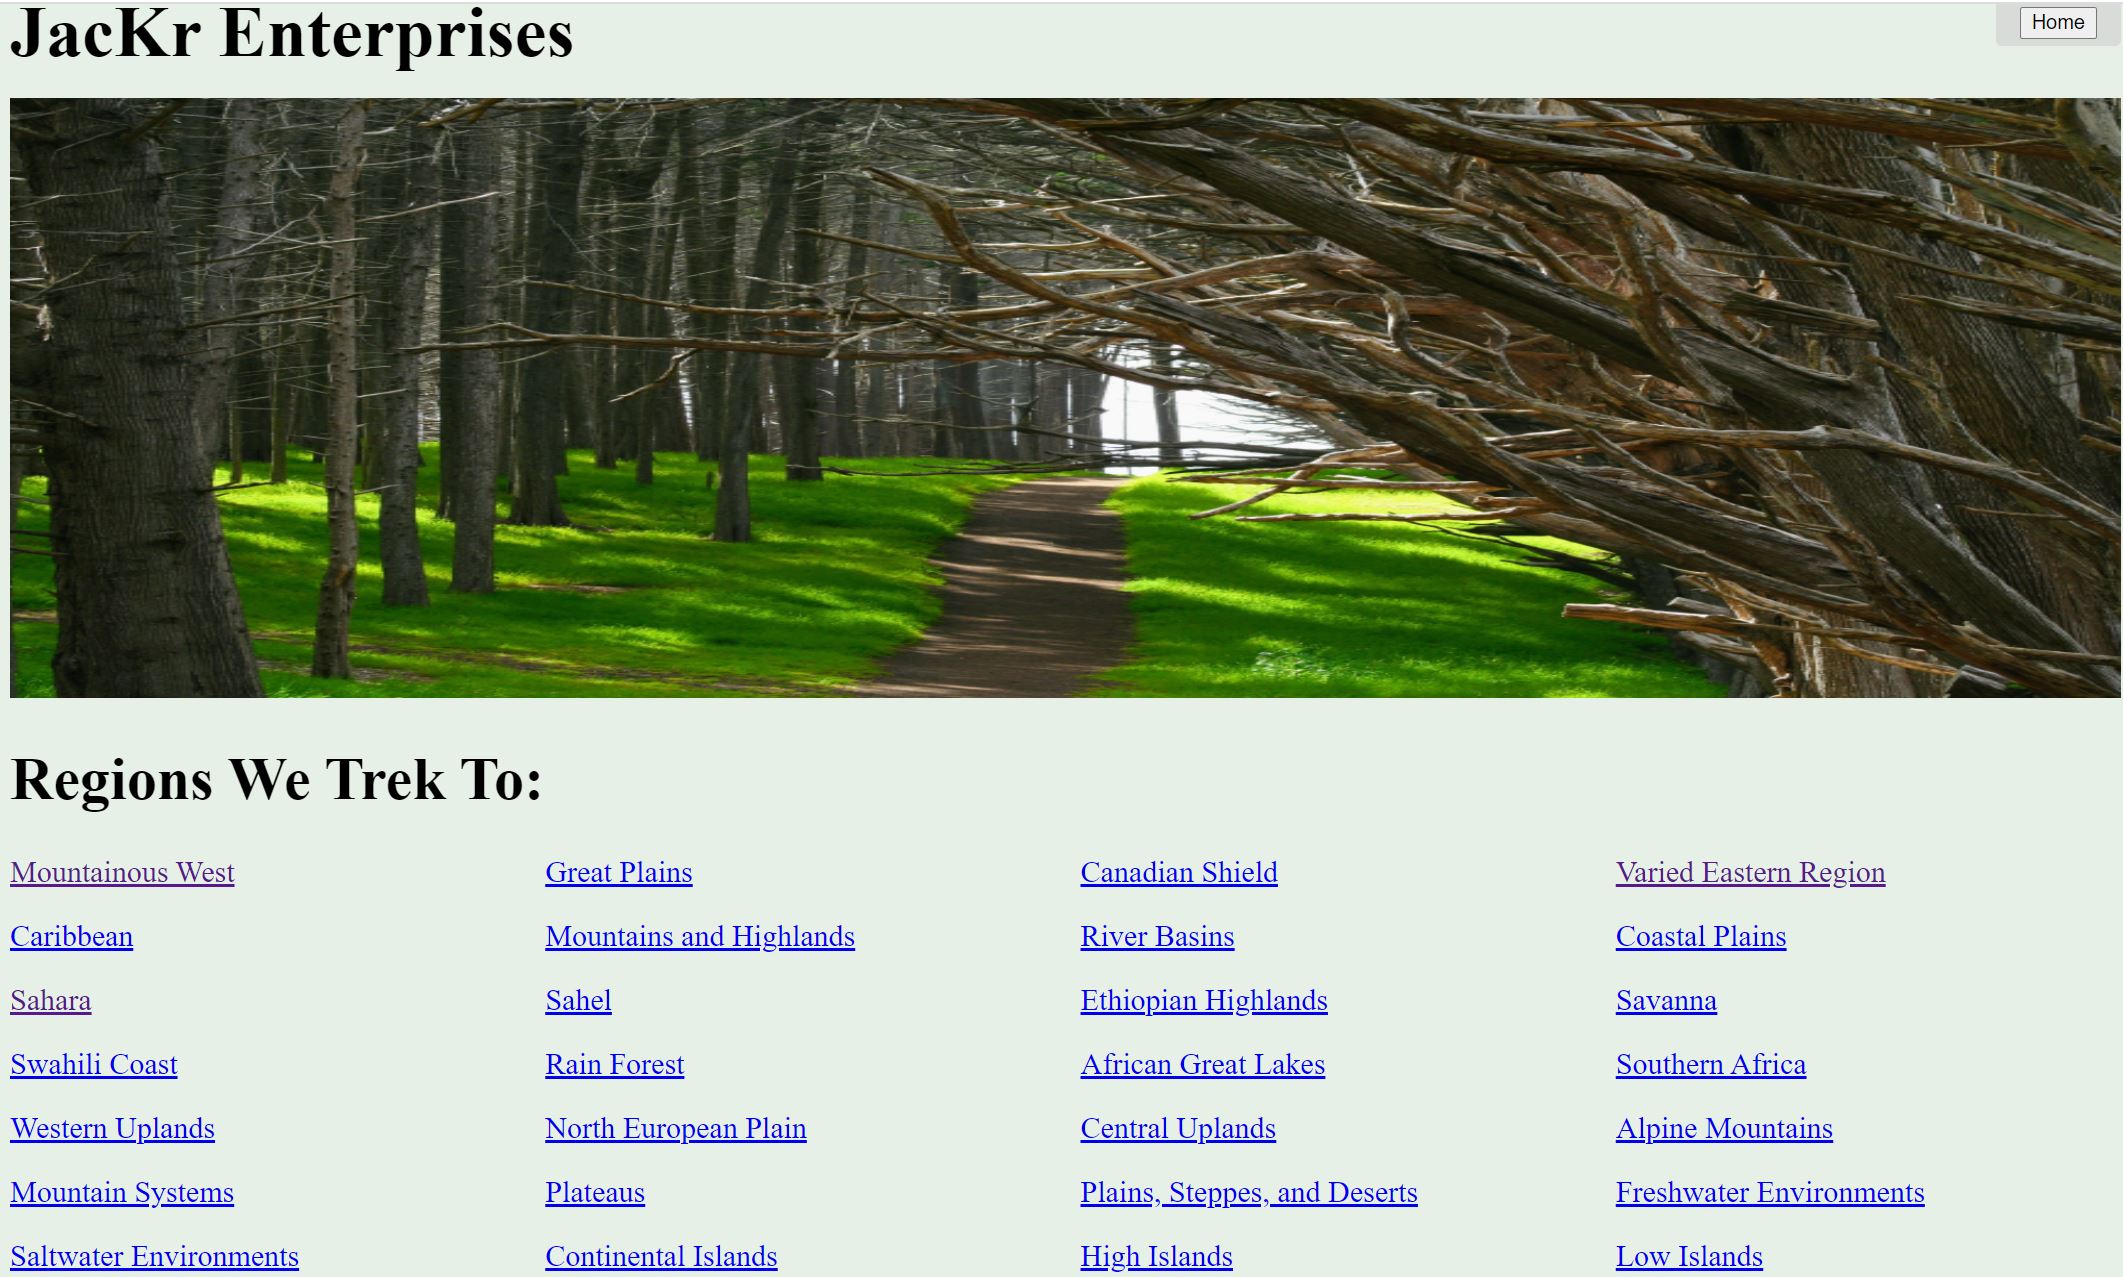 JacKr Enterprises
Home
Regions We Trek To:
Mountainous West Great Plains Canadian Shield Varied Eastern Region
Caribbean Mountains and Highlands River Basins Coastal Plains
Sahara Sahel Ethiopian Highlands Savanna
Swahili Coast Rain Forest African Great Lakes Southern Africa
Western Uplands North European Plain Central Uplands Alpine Mountains
Mountain Systems Plateaus Plains, Steppes, and Deserts Freshwater Environments
Saltwater Environments Continental Islands High Islands Low Islands